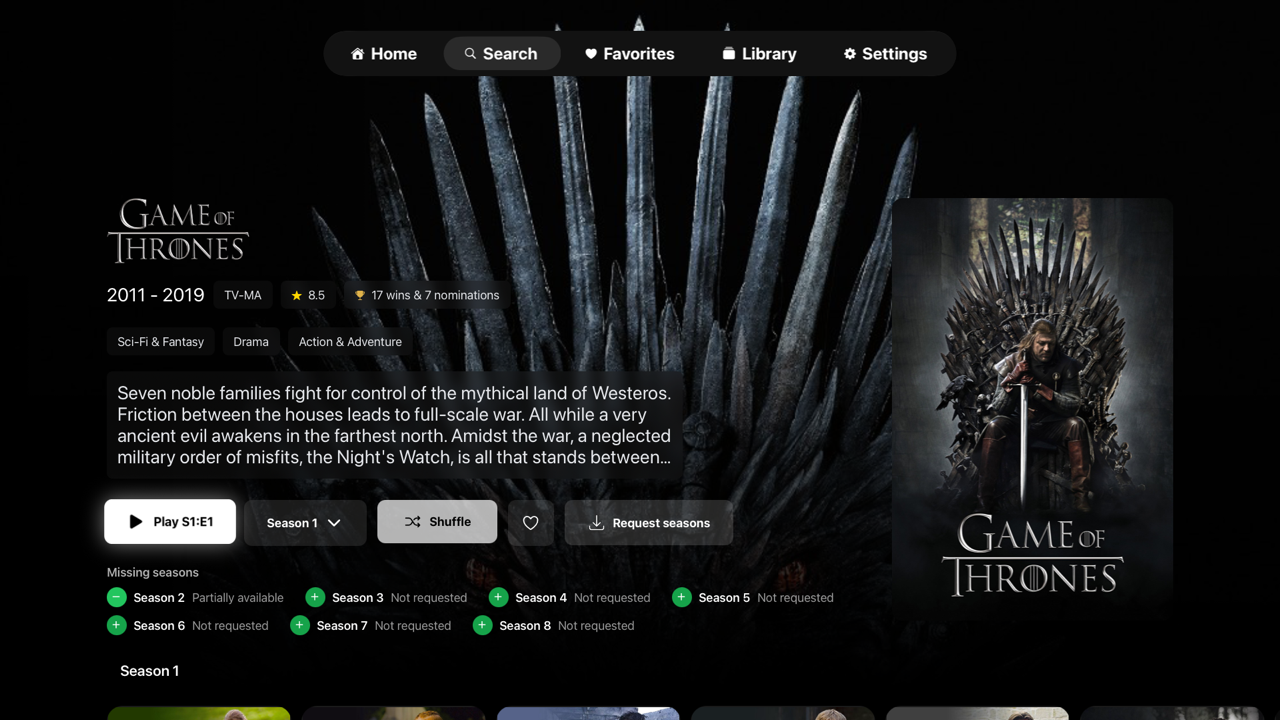 Home Search Favorites Library Settings
GAME OF
THRONES
2011 - 2019 TV-MA 8.5 17 wins & 7 nominations
Sci-Fi & Fantasy Drama Action & Adventure
Seven noble families fight for control of the mythical land of Westeros.
Friction between the houses leads to full-scale war. All while a very
ancient evil awakens in the farthest north. Amidst the war, a neglected
military order of misfits, the Night's Watch, is all that stands between...
Play S1:E1 Season 1 Shuffle Request seasons
GAME OF
THRONES
Missing seasons
Season 2 Partially available Season 3 Not requested Season 4 Not requested Season 5 Not requested
Season 6 Not requested Season 7 Not requested Season 8 Not requested
Season 1